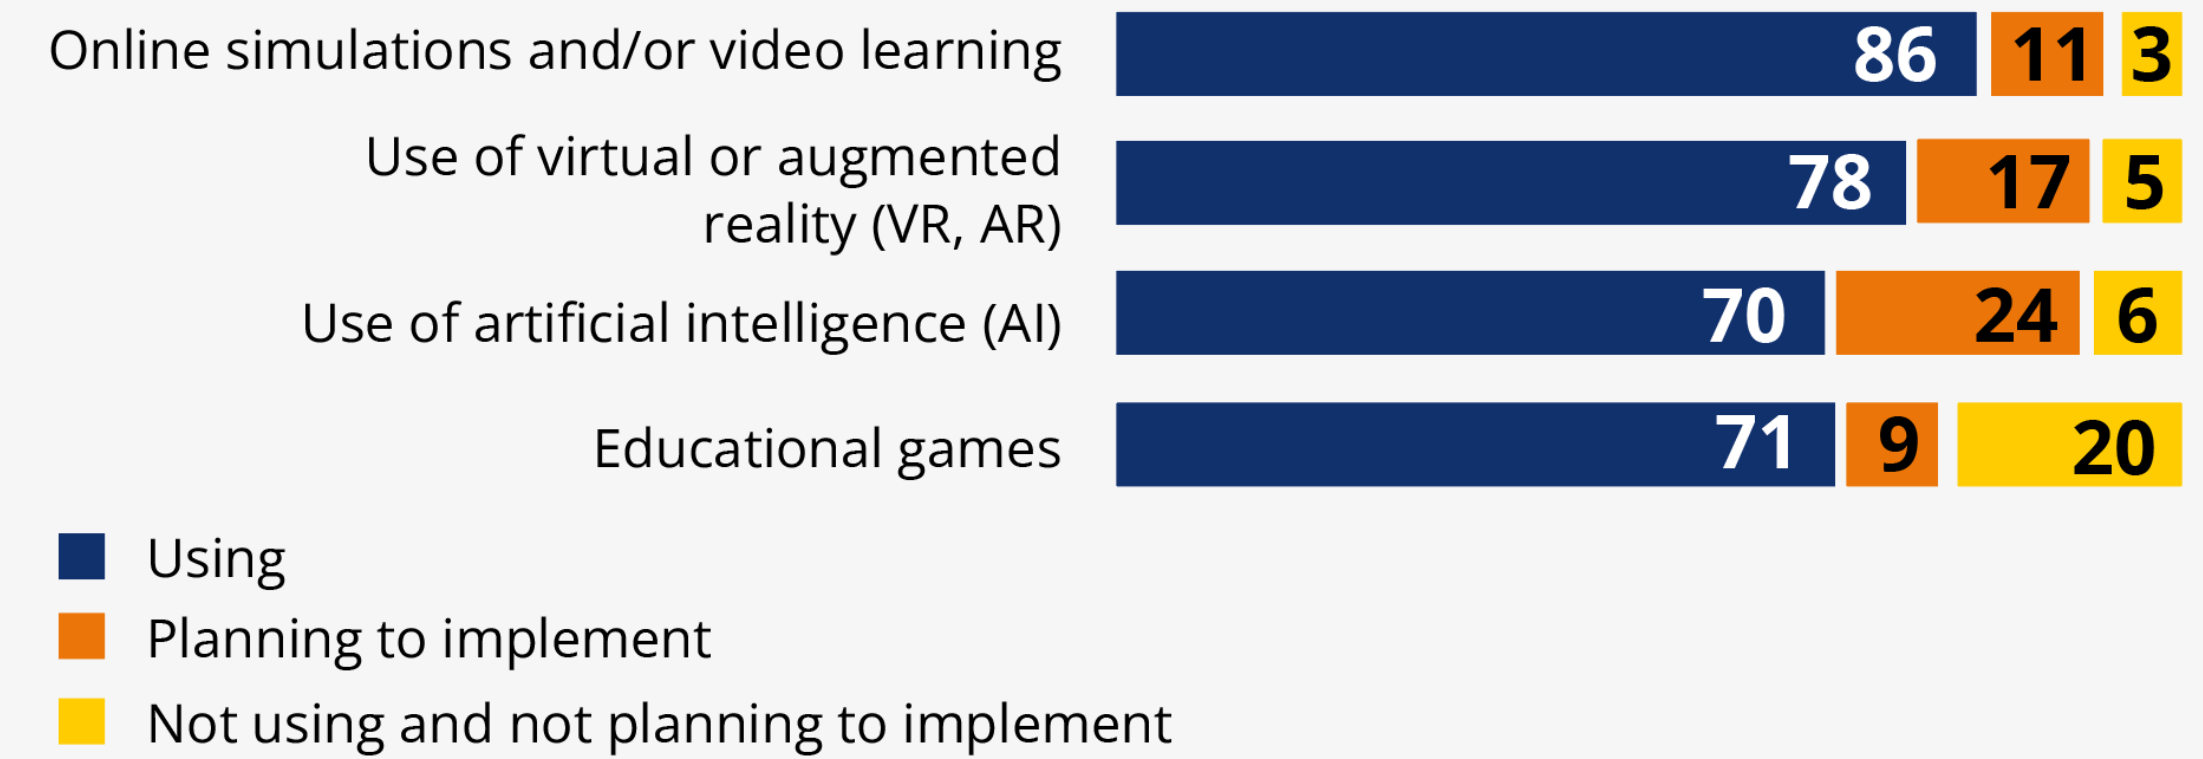 Online simulations and/or video learning 86 11 3
Use of virtual or augmented
reality (VR, AR) 78 17 5
Use of artificial intelligence (AI) 70 24 6
Educational games 71 9 20
Using
Planning to implement
Not using and not planning to implement